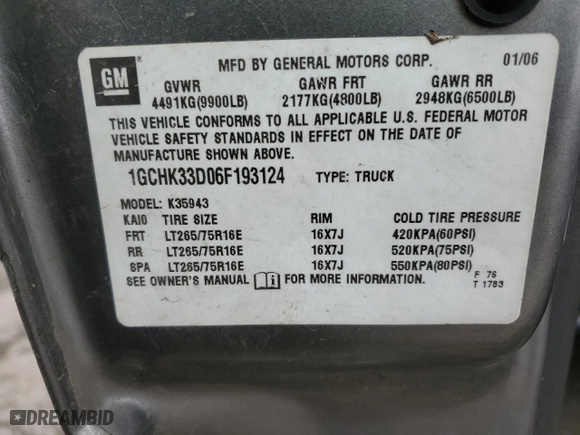 GM
MFD BY GENERAL MOTORS CORP. 01/06
GVWR GAWR FRT GAWR RR
4491KG(9900LB) 2177KG(4800LB) 2948KG(6500LB)
THIS VEHICLE CONFORMS TO ALL APPLICABLE U.S. FEDERAL MOTOR
VEHICLE SAFETY STANDARDS IN EFFECT ON THE DATE OF
MANUFACTURE SHOWN ABOVE.
1GCHK33D06F193124 TYPE: TRUCK
MODEL: K35943
KAI0 TIRE SIZE RIM COLD TIRE PRESSURE
FRT LT265/75R16E 16X7J 420KPA(60PSI)
RR LT265/75R16E 16X7J 520KPA(75PSI)
SPA LT265/75R16E 16X7J 550KPA(80PSI)
SEE OWNER'S MANUAL FOR MORE INFORMATION.
F 76
T 1783
DREAMBID